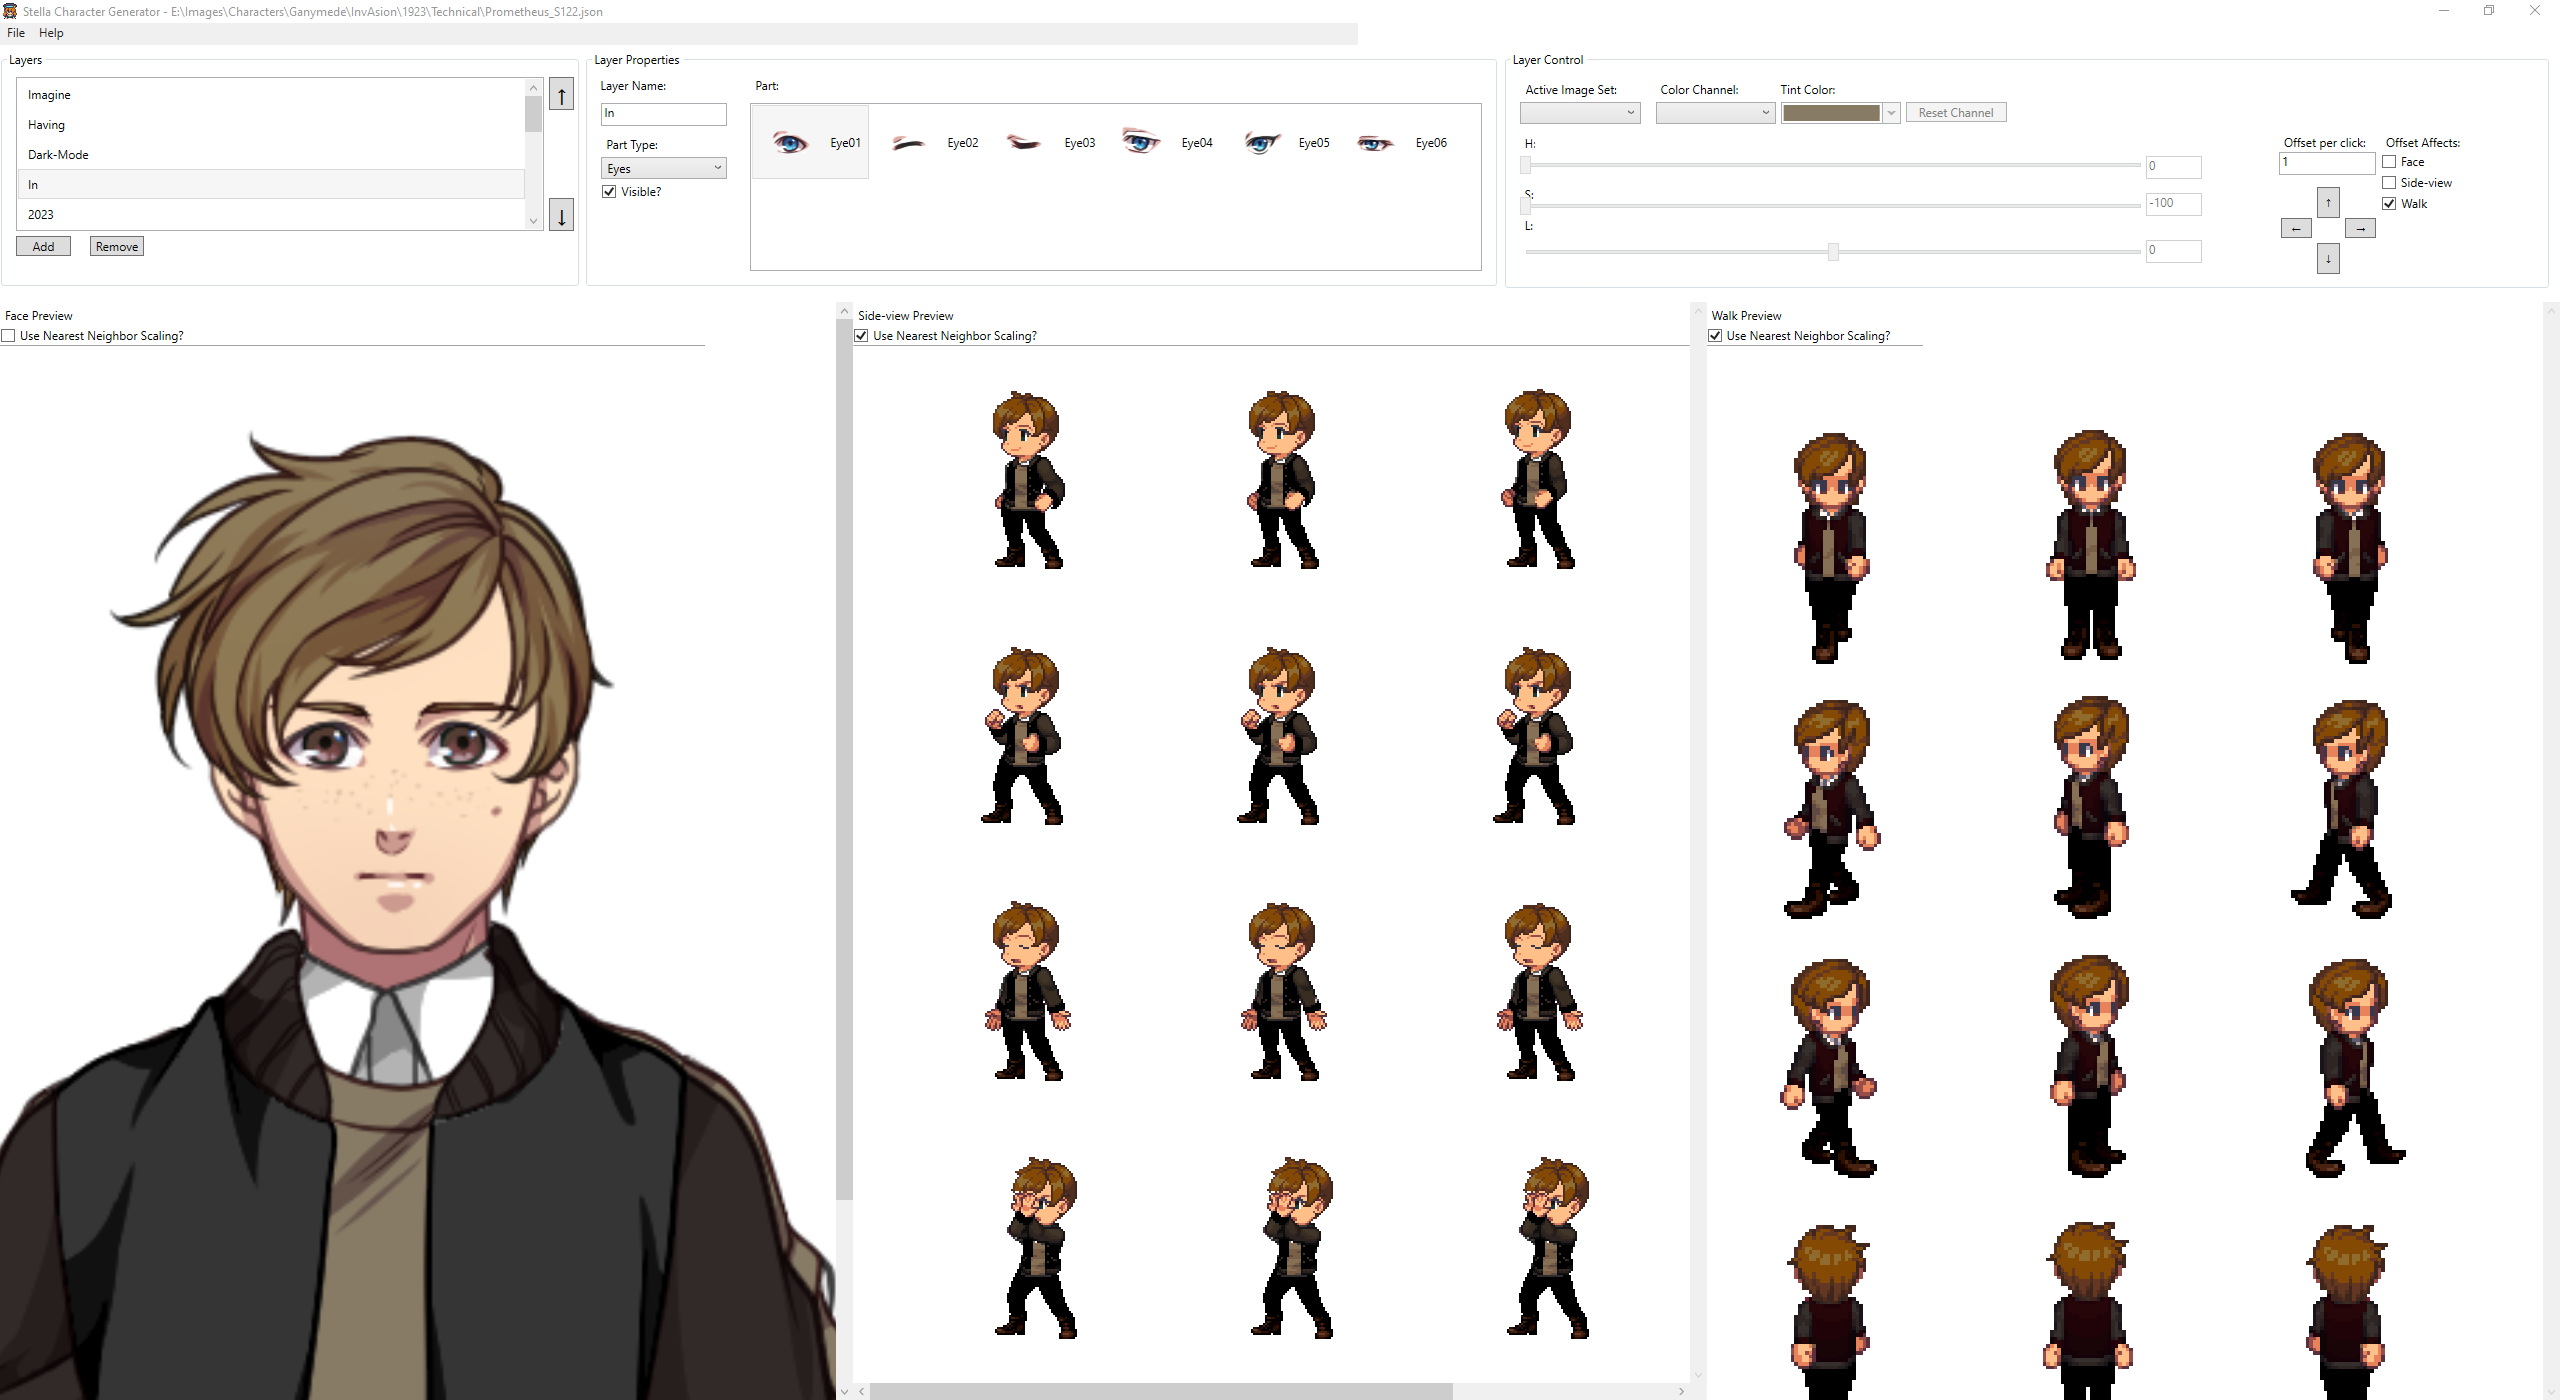 Stella Character Generator - E:\Images\Characters\Ganymede\InvAsion\1923\Technical\Prometheus_S122.json
File Help
Layers
Imagine
Having
Dark-Mode
In
2023
Add Remove
Layer Properties
Layer Name:
In
Part Type:
Eyes
Visible?
Part:
Eye01 Eye02 Eye03 Eye04 Eye05 Eye06
Layer Control
Active Image Set: Color Channel: Tint Color:
Reset Channel
H:
0
S:
-100
L:
0
Offset per click:
1
Offset Affects:
Face
Side-view
Walk
Face Preview
Use Nearest Neighbor Scaling?
Side-view Preview
Use Nearest Neighbor Scaling?
Walk Preview
Use Nearest Neighbor Scaling?